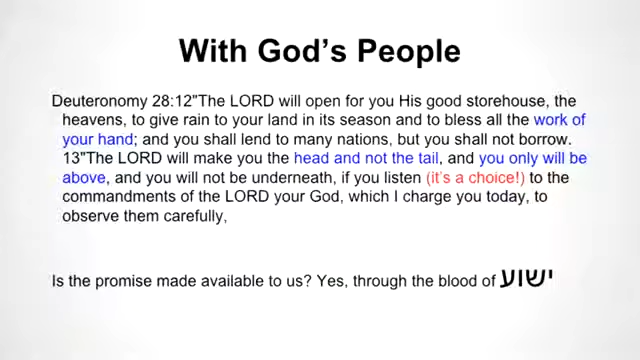 With God’s People
Deuteronomy 28:12"The LORD will open for you His good storehouse, the
heavens, to give rain to your land in its season and to bless all the work of
your hand; and you shall lend to many nations, but you shall not borrow.
13"The LORD will make you the head and not the tail, and you only will be
above, and you will not be underneath, if you listen (it’s a choice!) to the
commandments of the LORD your God, which I charge you today, to
observe them carefully,
Is the promise made available to us? Yes, through the blood of ישוע